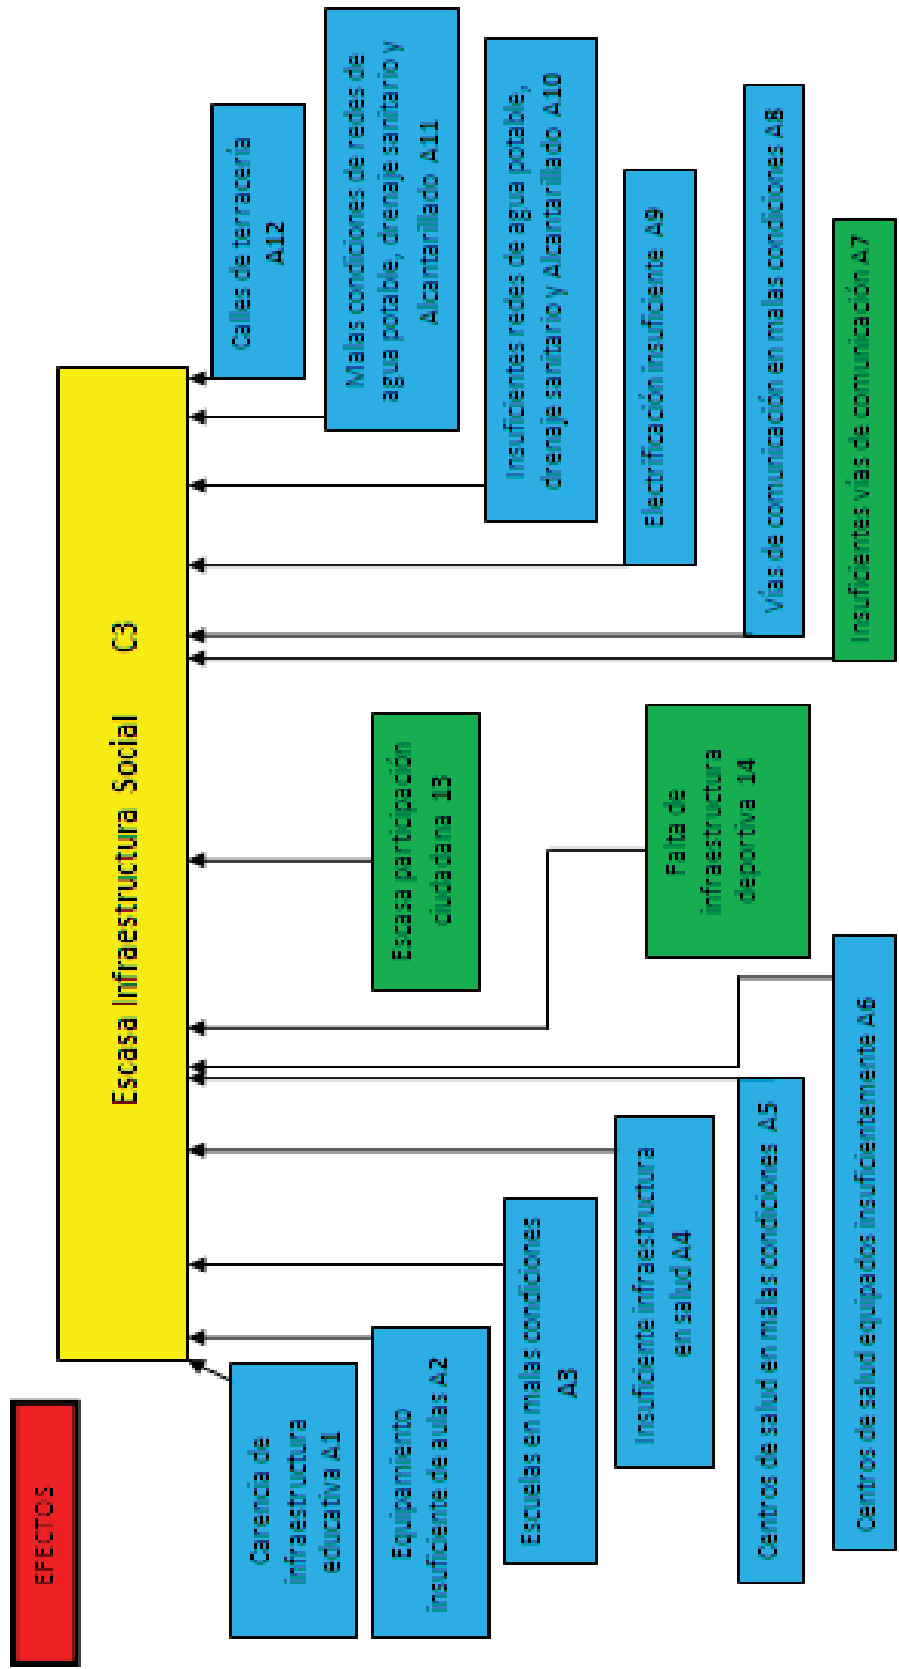 EFECTOS
Escasa Infraestructura Social C3
Carencia de
infraestructura
educativa A1
Equipamiento
insuficiente de aulas A2
Escuelas en malas condiciones
A3
Insuficiente infraestructura
en salud A4
Centros de salud en malas condiciones A5
Centros de salud equipados insuficientemente A6
Escasa participación
ciudadana 13
Falta de
infraestructura
deportiva 14
Calles de terracería
A12
Malas condiciones de redes de
agua potable, drenaje sanitario y
Alcantarillado A11
Insuficientes redes de agua potable,
drenaje sanitario y Alcantarillado A10
Electrificación insuficiente A9
Vías de comunicación en malas condiciones A8
Insuficientes vías de comunicación A7